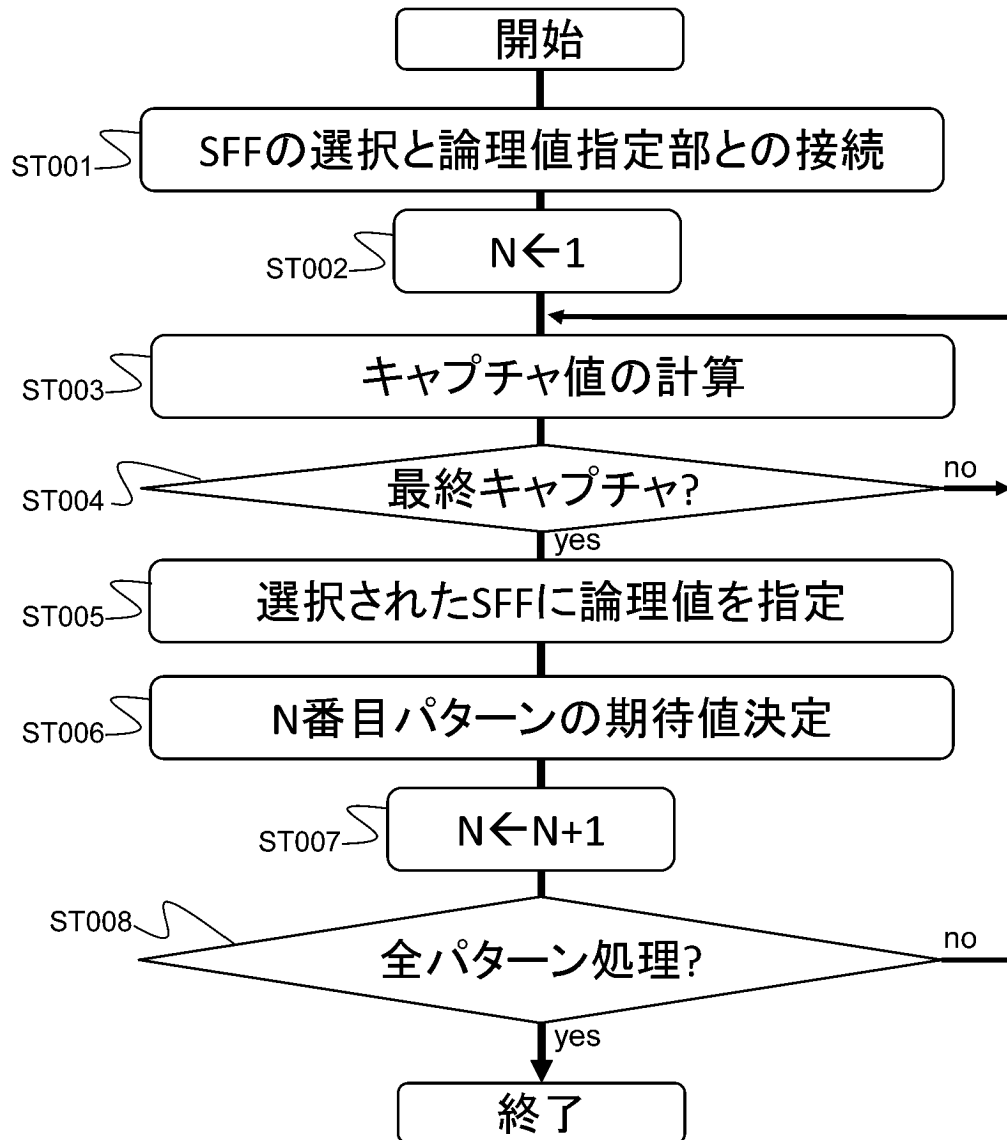 開始
ST001
SFFの選択と論理値指定部との接続
ST002
N←1
ST003
キャプチャ値の計算
ST004
最終キャプチャ?
no
yes
ST005
選択されたSFFに論理値を指定
ST006
N番目パターンの期待値決定
ST007
N←N+1
ST008
全パターン処理?
no
yes
終了